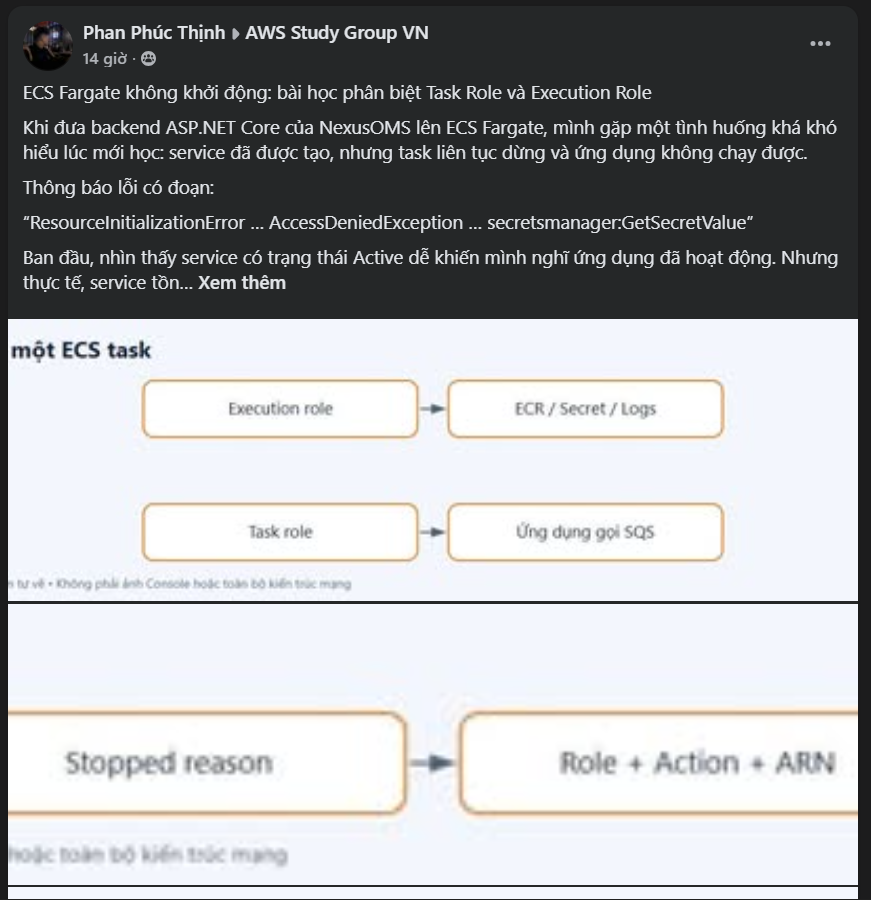 Phan Phúc Thịnh ▸ AWS Study Group VN
14 giờ ·
ECS Fargate không khởi động: bài học phân biệt Task Role và Execution Role
Khi đưa backend ASP.NET Core của NexusOMS lên ECS Fargate, mình gặp một tình huống khá khó
hiểu lúc mới học: service đã được tạo, nhưng task liên tục dừng và ứng dụng không chạy được.
Thông báo lỗi có đoạn:
“ResourceInitializationError ... AccessDeniedException ... secretsmanager:GetSecretValue”
Ban đầu, nhìn thấy service có trạng thái Active dễ khiến mình nghĩ ứng dụng đã hoạt động. Nhưng
thực tế, service tồn... Xem thêm
một ECS task
Execution role
ECR / Secret / Logs
Task role
Ứng dụng gọi SQS
tự vẽ • Không phải ảnh Console hoặc toàn bộ kiến trúc mạng
Stopped reason
Role + Action + ARN
hoặc toàn bộ kiến trúc mạng